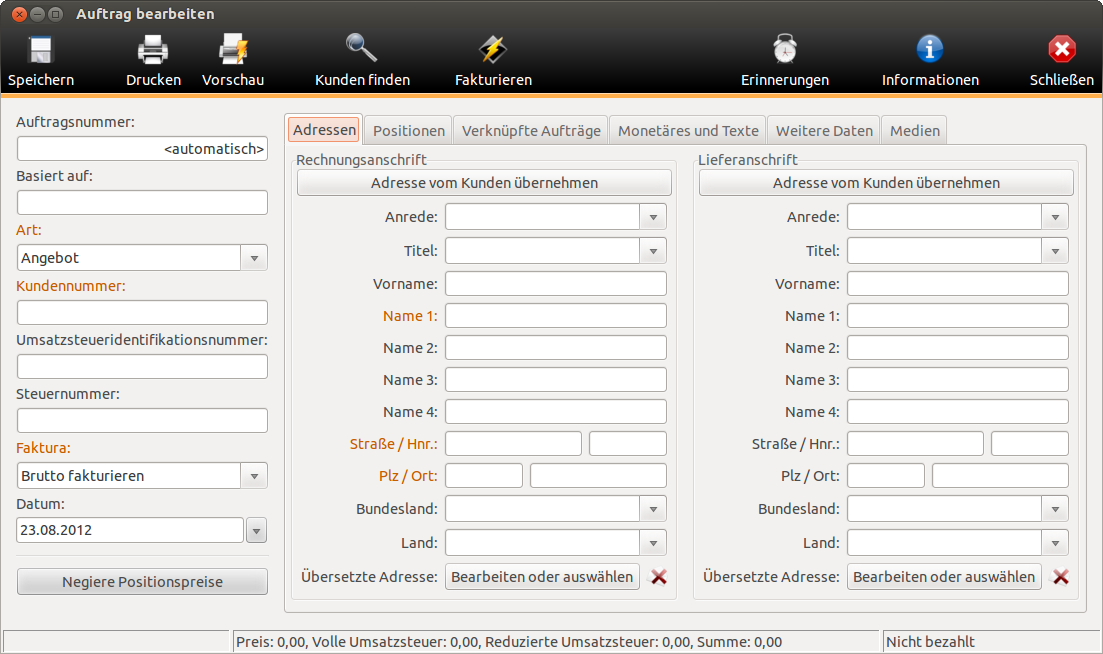 Auftrag bearbeiten
Speichern Drucken Vorschau Kunden finden Fakturieren Erinnerungen Informationen Schließen
Auftragsnummer:
<automatisch>
Basiert auf:
Art:
Angebot
Kundennummer:
Umsatzsteueridentifikationsnummer:
Steuernummer:
Faktura:
Brutto fakturieren
Datum:
23.08.2012
Negiere Positionspreise
Adressen Positionen Verknüpfte Aufträge Monetäres und Texte Weitere Daten Medien
Rechnungsanschrift
Adresse vom Kunden übernehmen
Anrede:
Titel:
Vorname:
Name 1:
Name 2:
Name 3:
Name 4:
Straße / Hnr.:
Plz / Ort:
Bundesland:
Land:
Übersetzte Adresse: Bearbeiten oder auswählen
Lieferanschrift
Adresse vom Kunden übernehmen
Anrede:
Titel:
Vorname:
Name 1:
Name 2:
Name 3:
Name 4:
Straße / Hnr.:
Plz / Ort:
Bundesland:
Land:
Übersetzte Adresse: Bearbeiten oder auswählen
Preis: 0,00, Volle Umsatzsteuer: 0,00, Reduzierte Umsatzsteuer: 0,00, Summe: 0,00
Nicht bezahlt